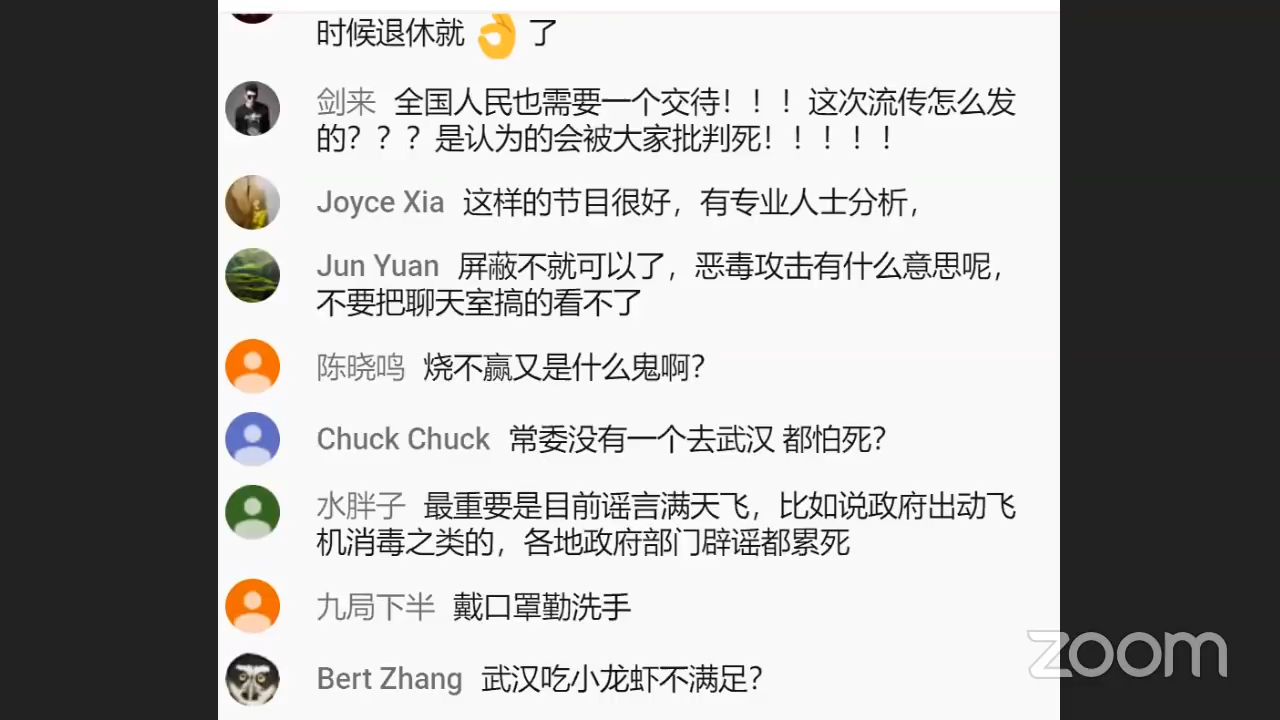 时候退休就 👌 了
剑来 全国人民也需要一个交待！！！这次流传怎么发
的？？？是认为的会被大家批判死！！！！！
Joyce Xia 这样的节目很好，有专业人士分析，
Jun Yuan 屏蔽不就可以了，恶毒攻击有什么意思呢，
不要把聊天室搞的看不了
陈晓鸣 烧不赢又是什么鬼啊？
Chuck Chuck 常委没有一个去武汉 都怕死？
水胖子 最重要是目前谣言满天飞，比如说政府出动飞
机消毒之类的，各地政府部门辟谣都累死
九局下半 戴口罩勤洗手
Bert Zhang 武汉吃小龙虾不满足？
zoom